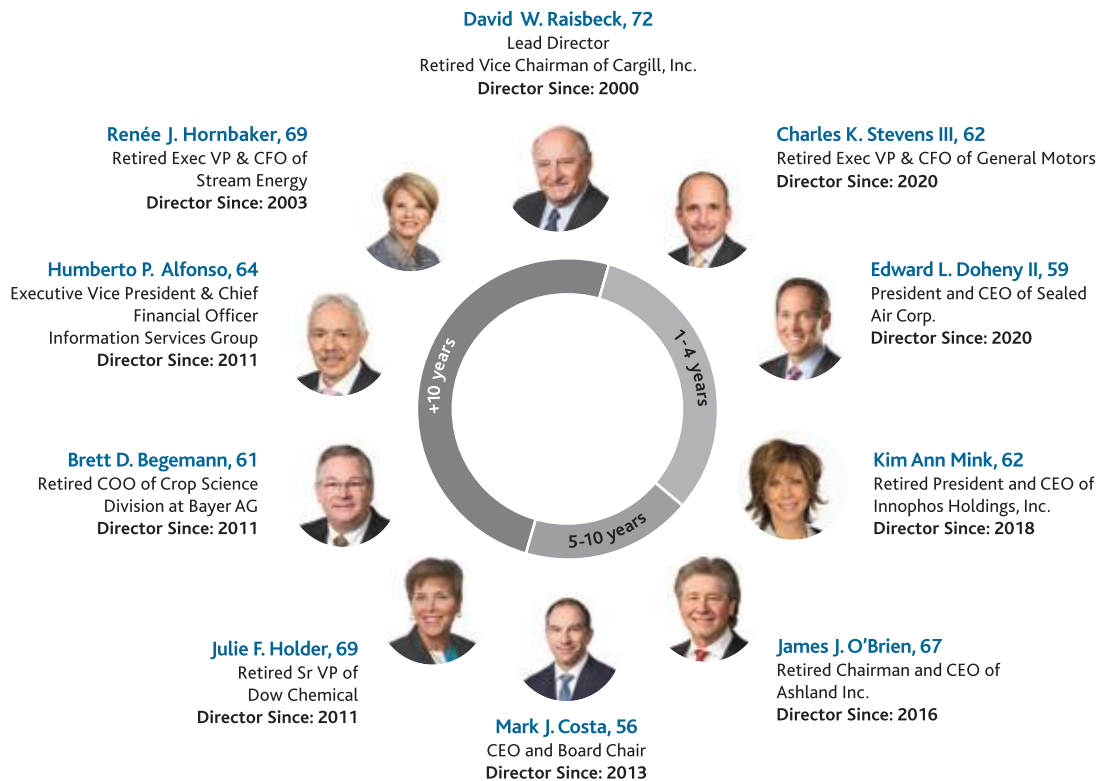 David W. Raisbeck, 72
Lead Director
Retired Vice Chairman of Cargill, Inc.
Director Since: 2000
Renée J. Hornbaker, 69
Retired Exec VP & CFO of
Stream Energy
Director Since: 2003
Charles K. Stevens III, 62
Retired Exec VP & CFO of General Motors
Director Since: 2020
Humberto P. Alfonso, 64
Executive Vice President & Chief
Financial Officer
Information Services Group
Director Since: 2011
Edward L. Doheny II, 59
President and CEO of Sealed
Air Corp.
Director Since: 2020
+10 years
1-4 years
5-10 years
Brett D. Begemann, 61
Retired COO of Crop Science
Division at Bayer AG
Director Since: 2011
Kim Ann Mink, 62
Retired President and CEO of
Innophos Holdings, Inc.
Director Since: 2018
Julie F. Holder, 69
Retired Sr VP of
Dow Chemical
Director Since: 2011
James J. O’Brien, 67
Retired Chairman and CEO of
Ashland Inc.
Director Since: 2016
Mark J. Costa, 56
CEO and Board Chair
Director Since: 2013